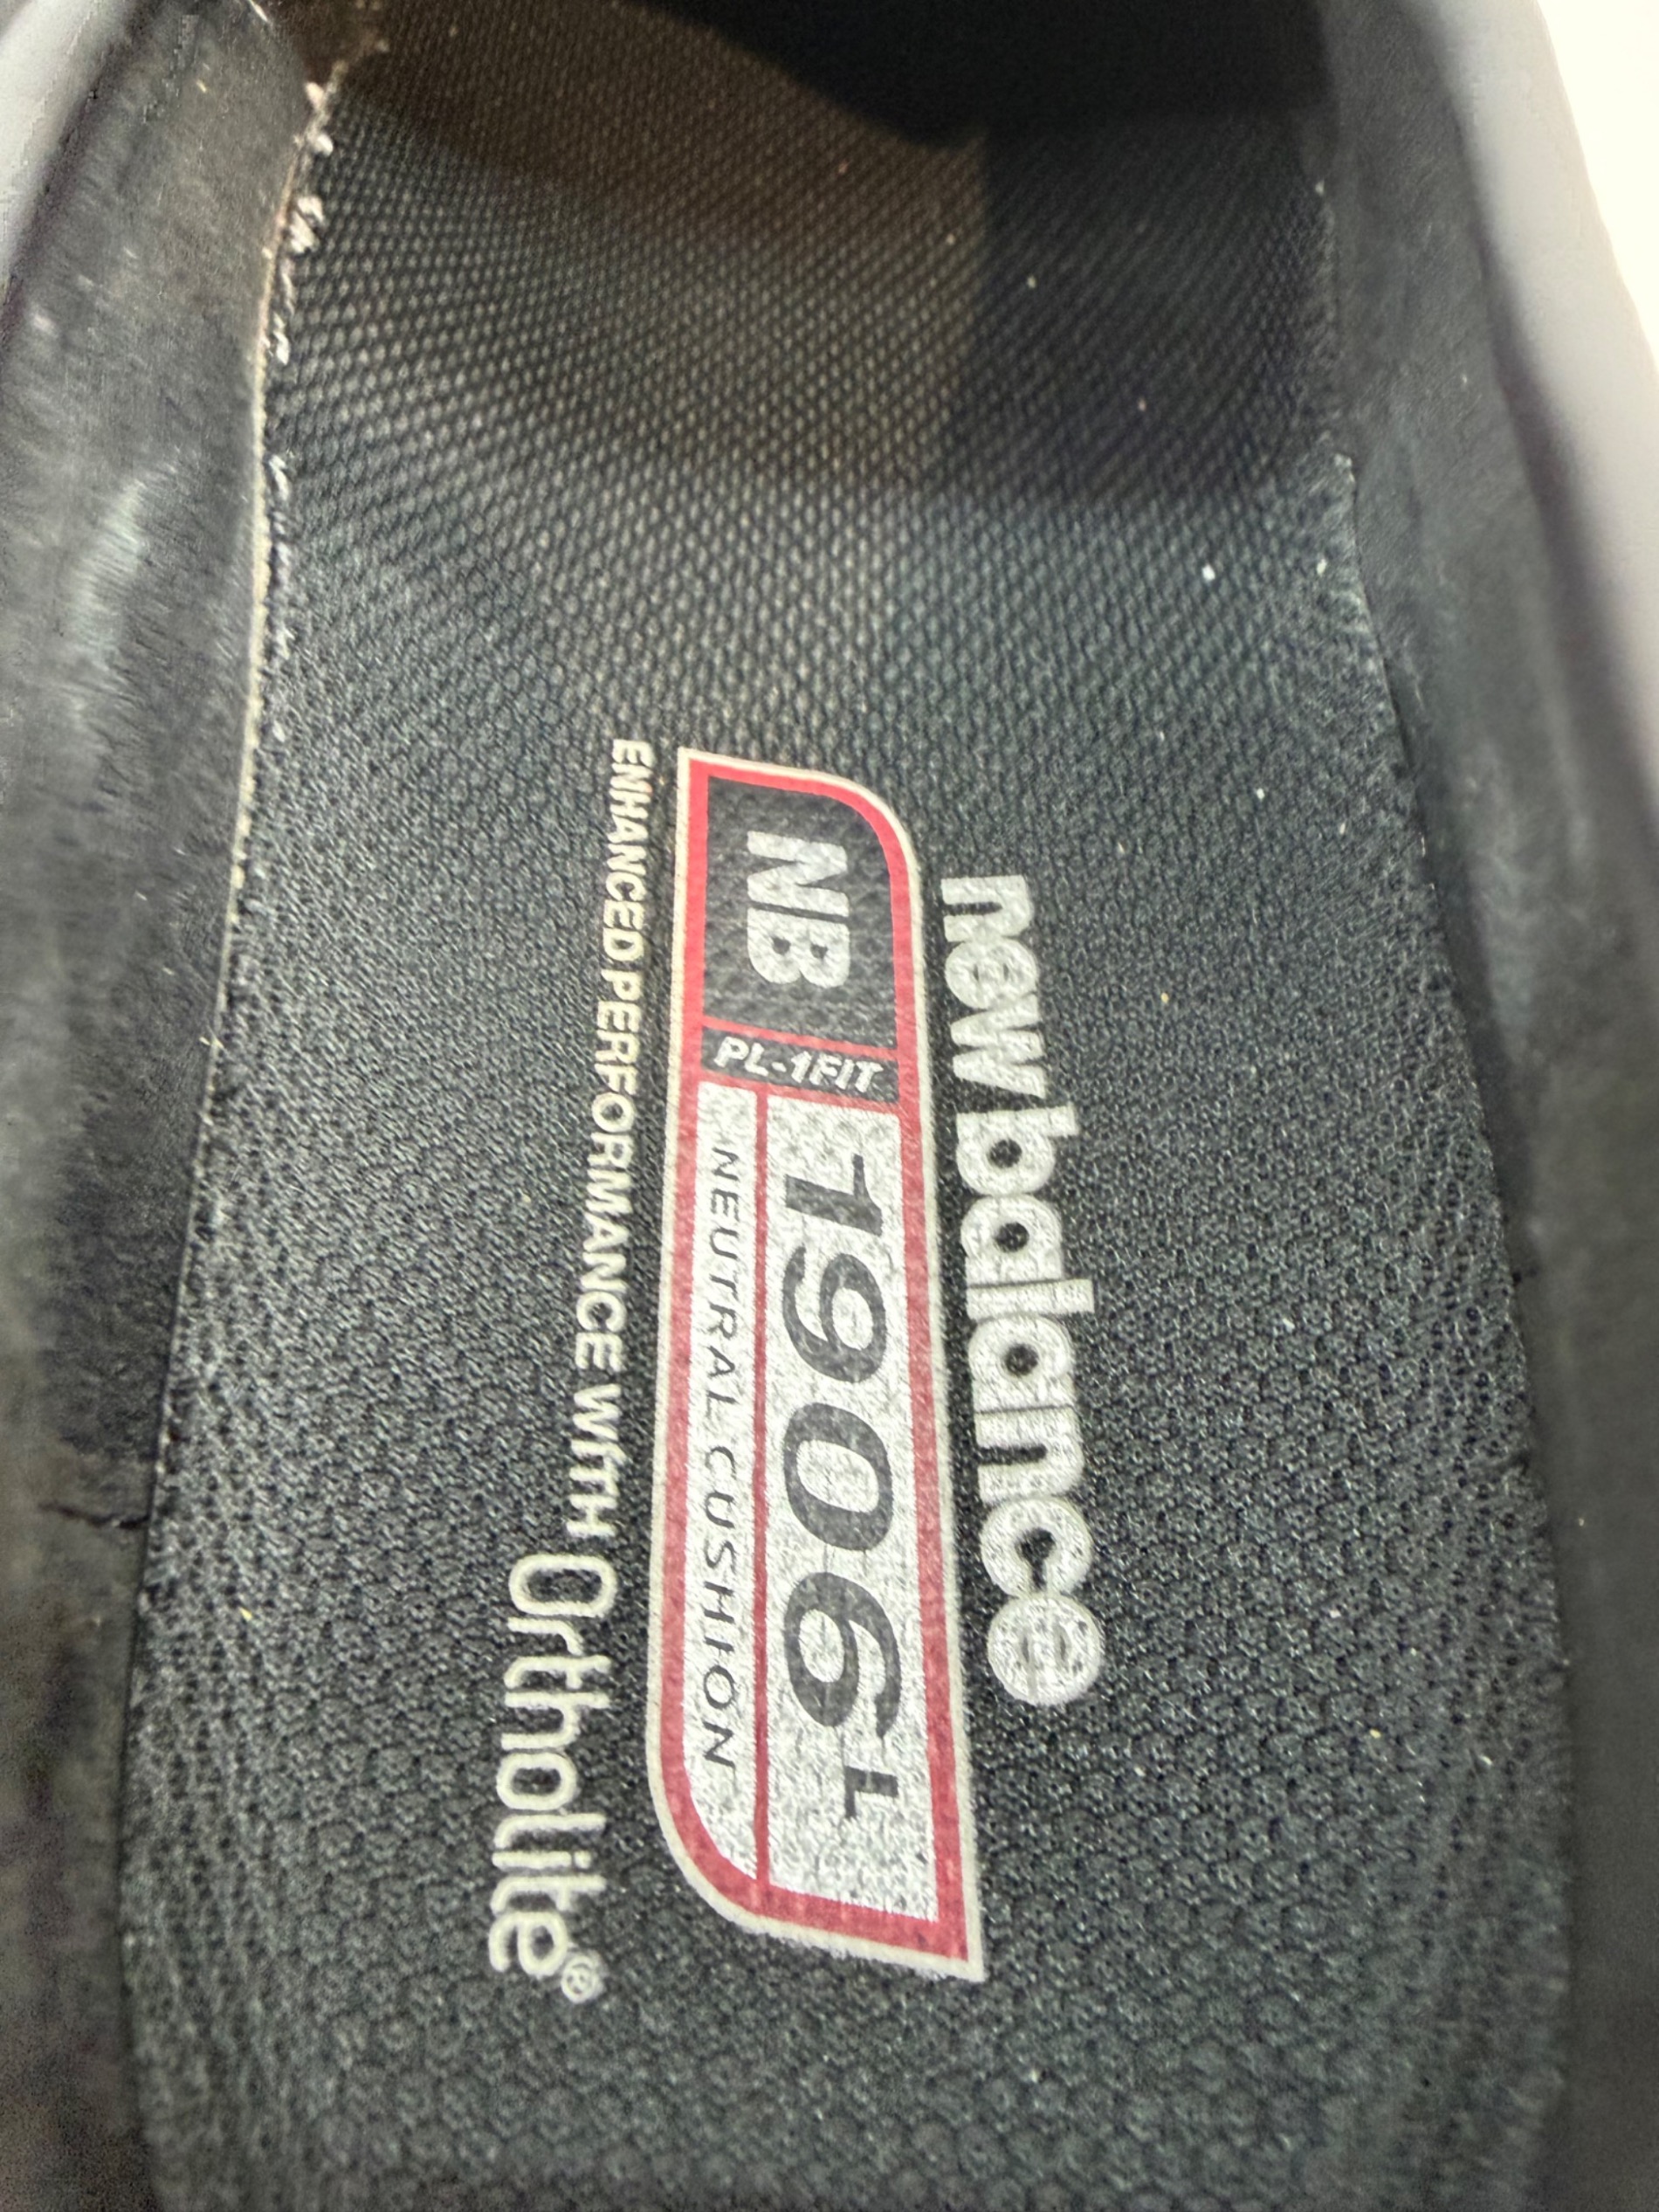 new balance
NB
PL-1FIT
1906L
NEUTRAL CUSHION
ENHANCED PERFORMANCE WITH Ortholite®